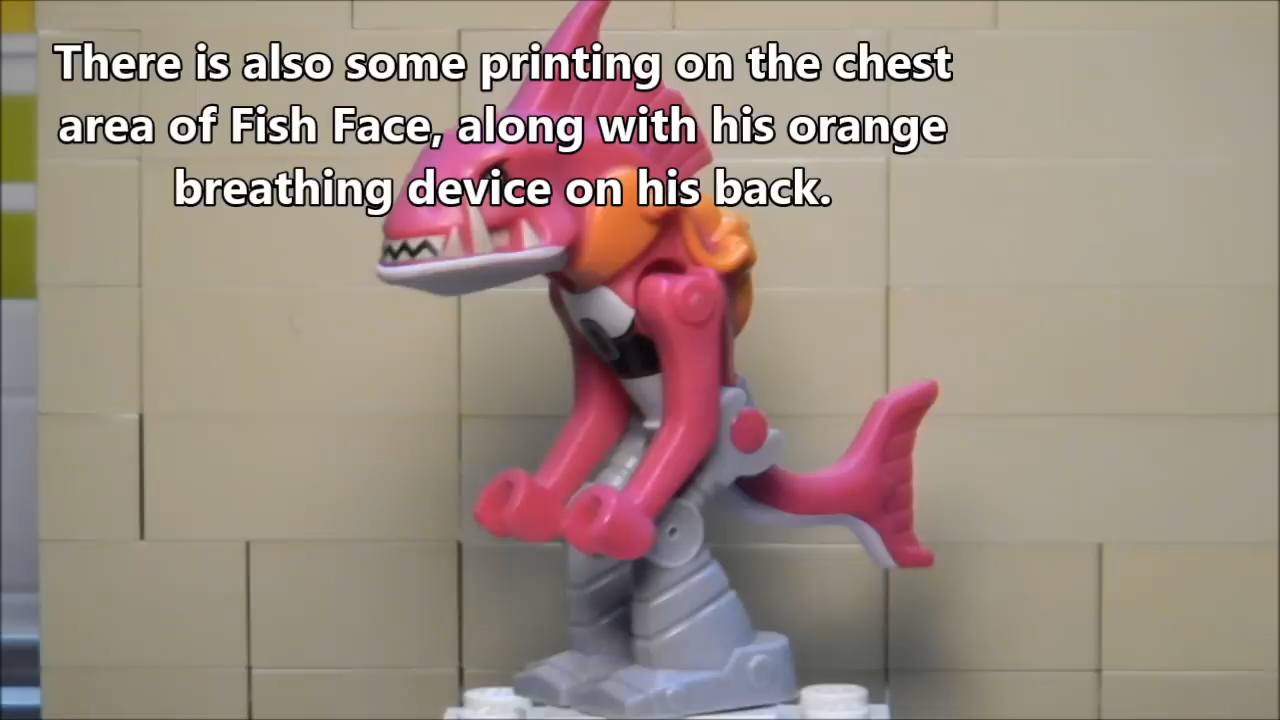 There is also some printing on the chest
area of Fish Face, along with his orange
breathing device on his back.